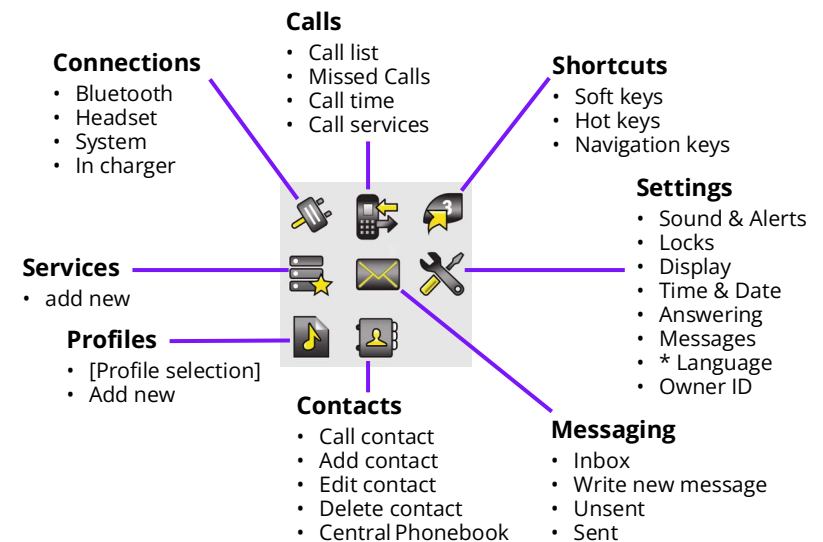 Calls
• Call list
• Missed Calls
• Call time
• Call services
Connections
• Bluetooth
• Headset
• System
• In charger
Shortcuts
• Soft keys
• Hot keys
• Navigation keys
3
Settings
• Sound & Alerts
• Locks
• Display
• Time & Date
• Answering
• Messages
• * Language
• Owner ID
Services
• add new
Profiles
• [Profile selection]
• Add new
Contacts
• Call contact
• Add contact
• Edit contact
• Delete contact
• Central Phonebook
Messaging
• Inbox
• Write new message
• Unsent
• Sent